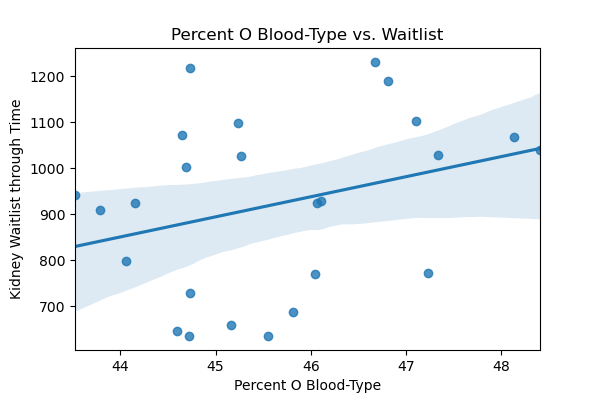 Percent O Blood-Type vs. Waitlist
Kidney Waitlist through Time
1200
1100
1000
900
800
700
44 45 46 47 48
Percent O Blood-Type